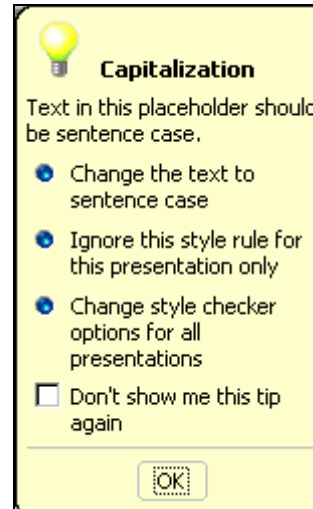 Capitalization
Text in this placeholder should
be sentence case.
Change the text to
sentence case
Ignore this style rule for
this presentation only
Change style checker
options for all
presentations
Don't show me this tip
again
OK